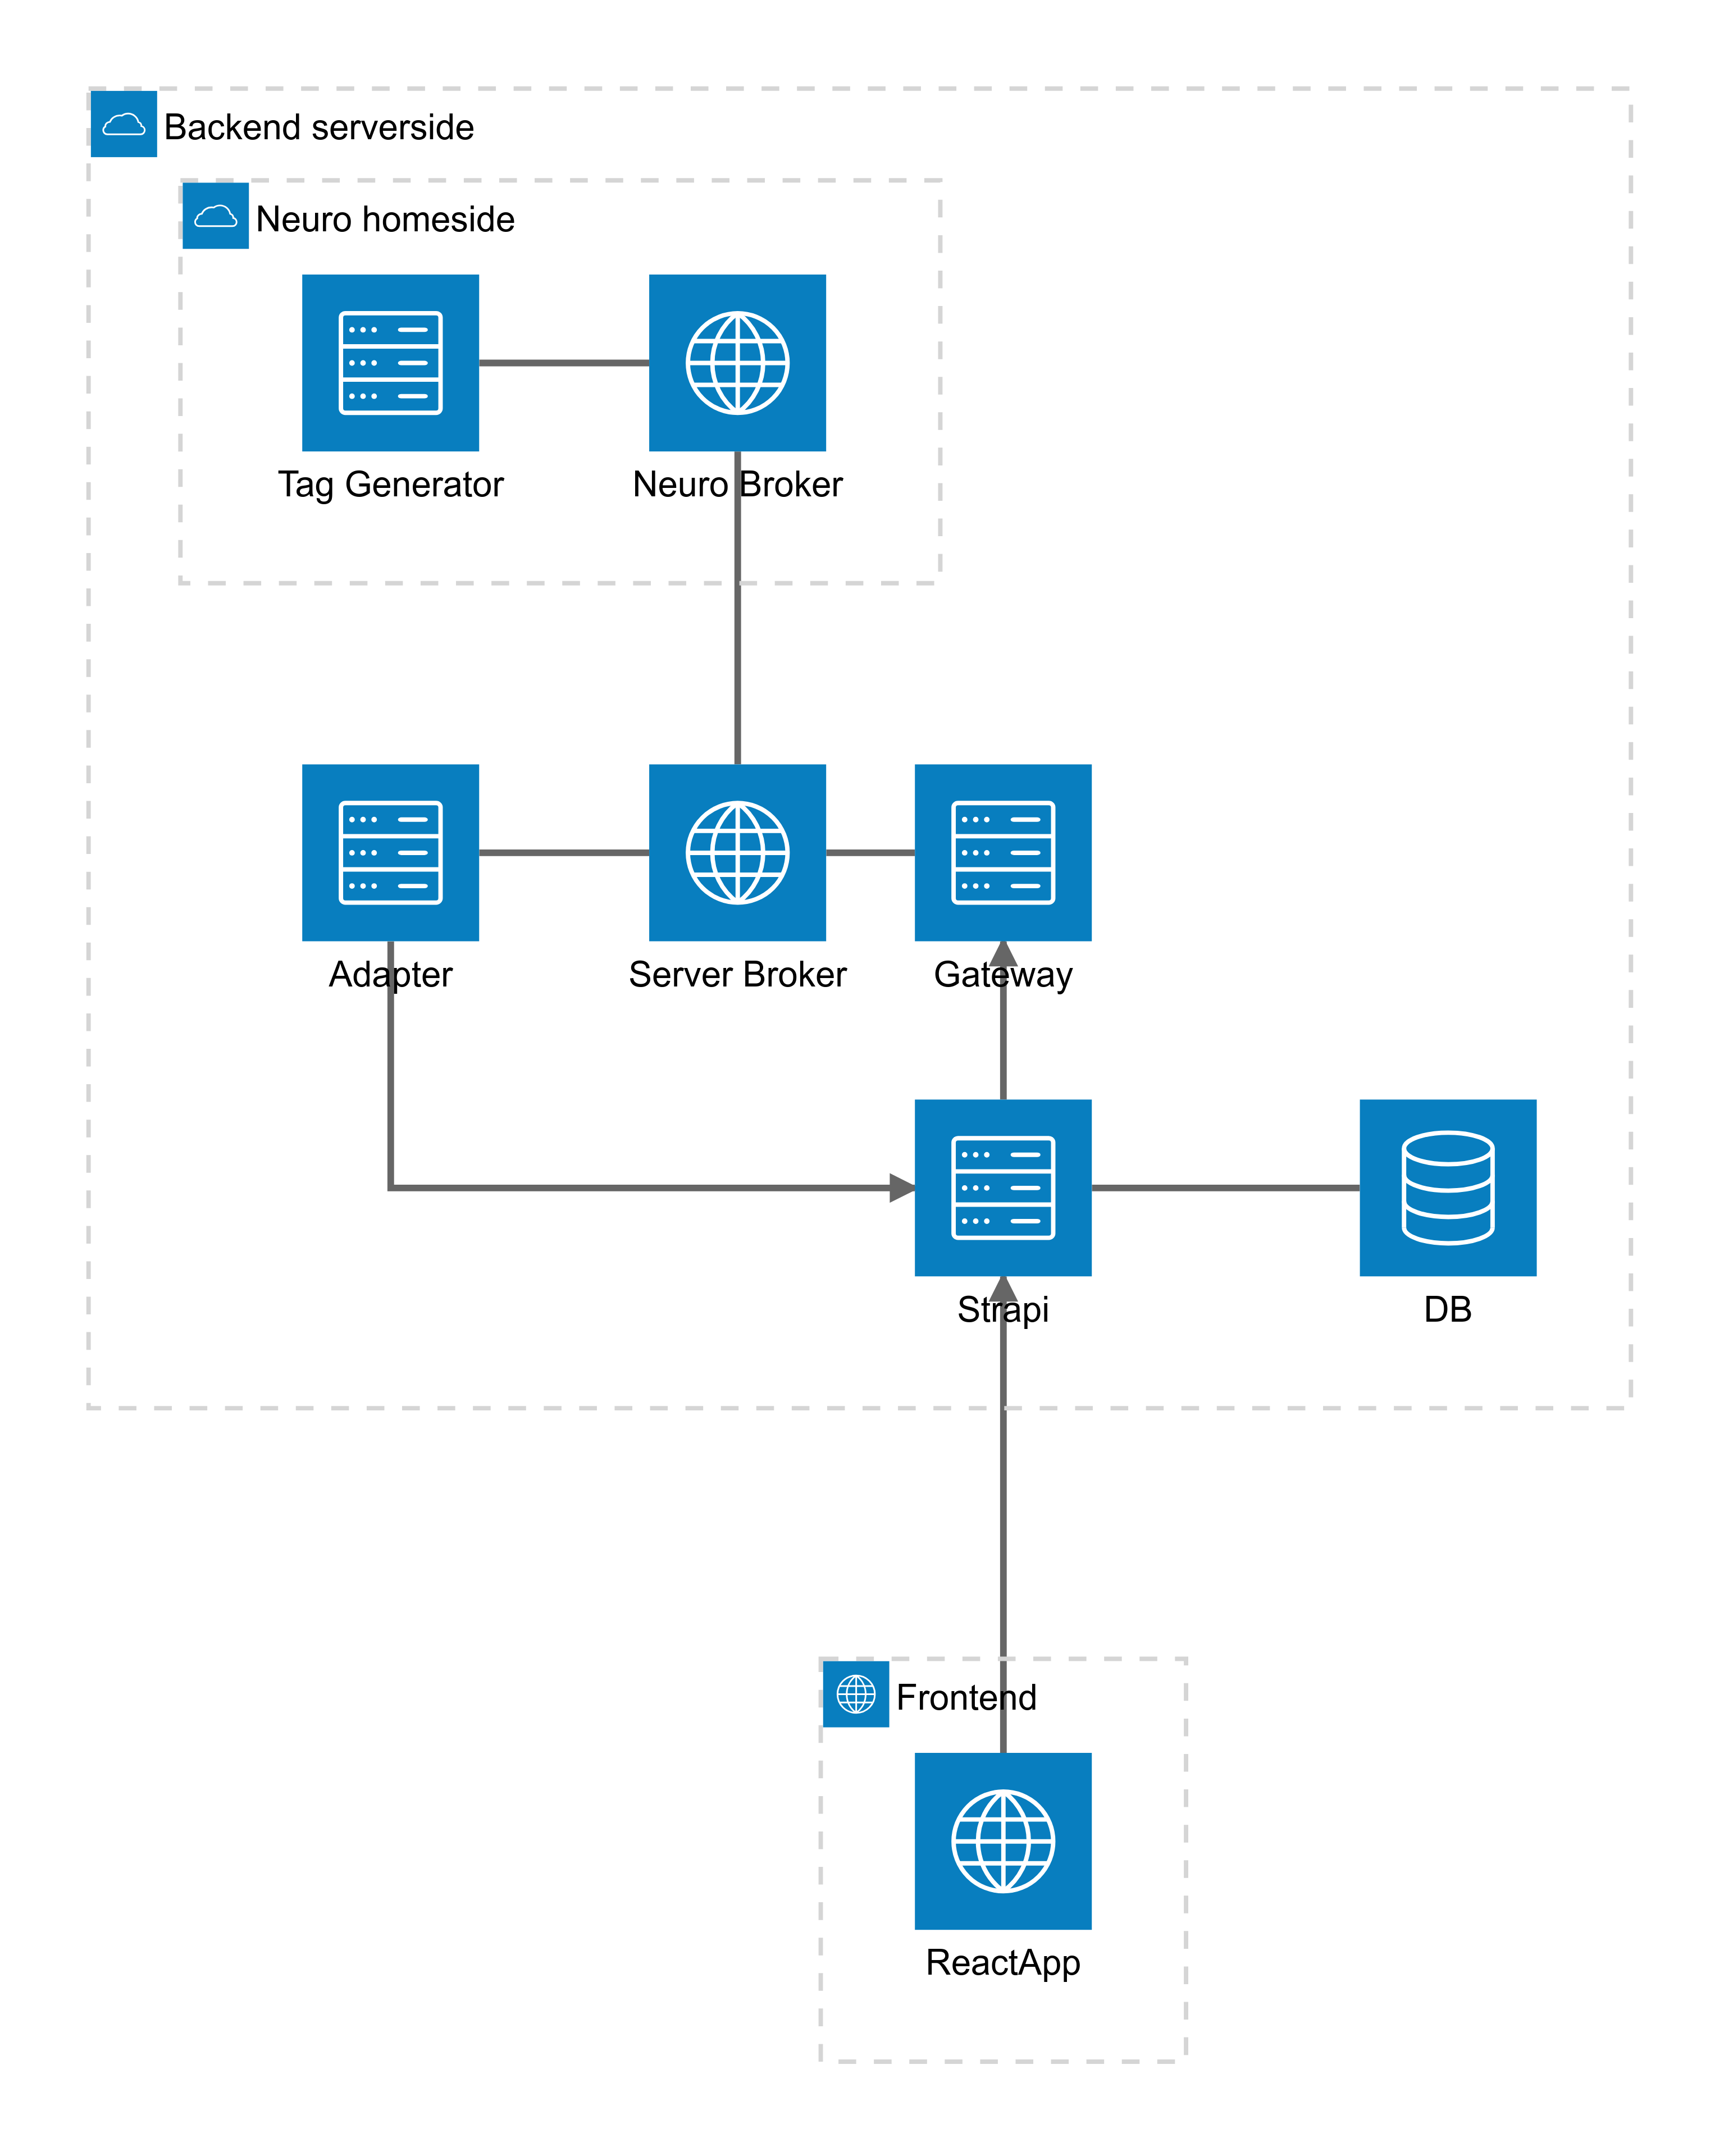 Backend serverside
Neuro homeside
Tag Generator
Neuro Broker
Adapter
Server Broker
Gateway
Strapi
DB
Frontend
ReactApp